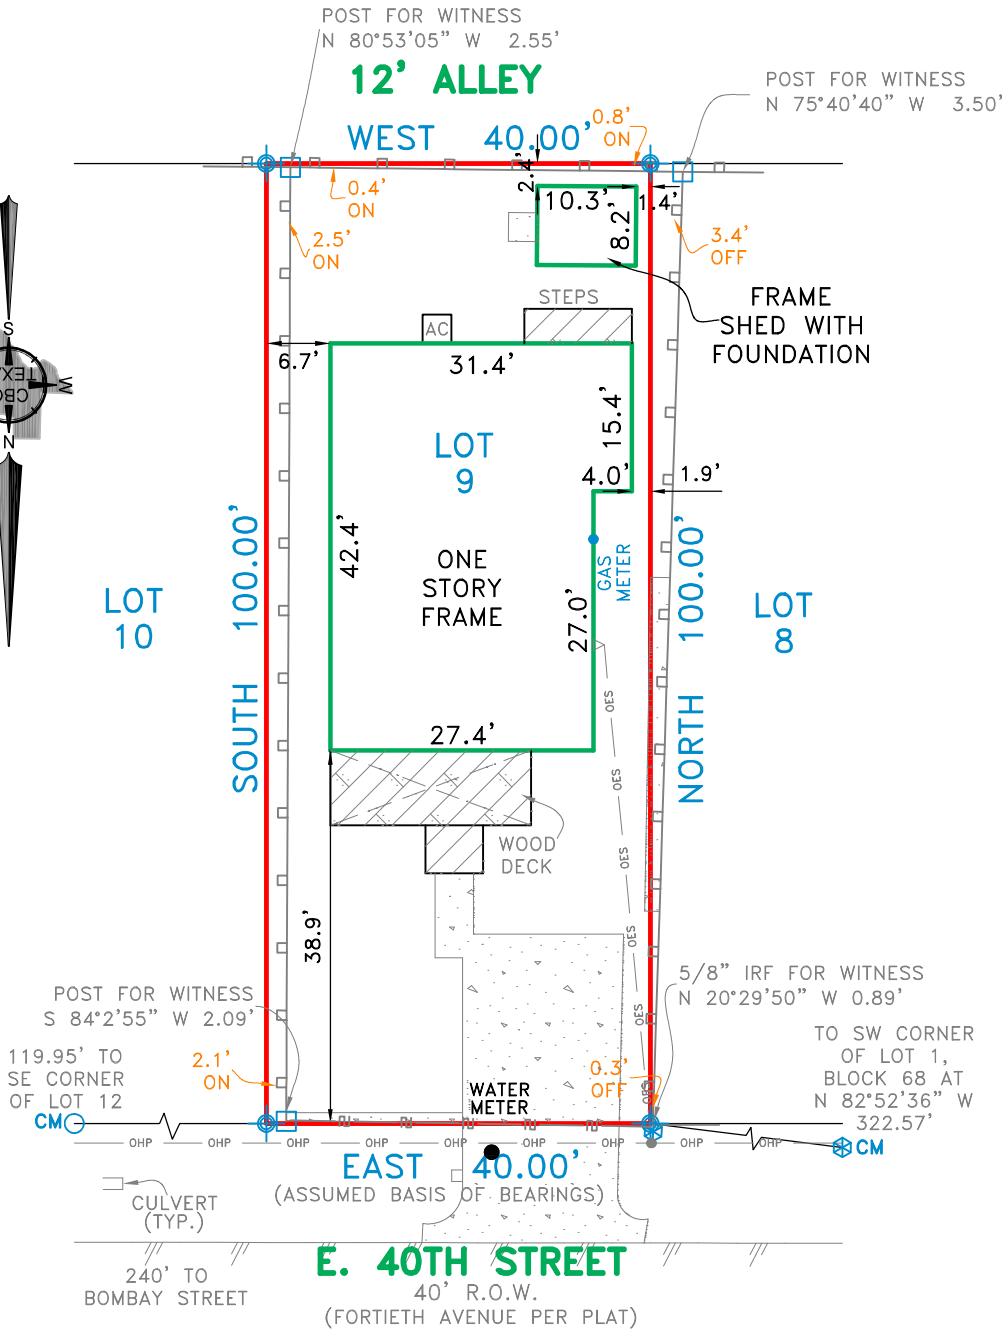 POST FOR WITNESS
N 80°53'05" W 2.55'
12' ALLEY
POST FOR WITNESS
N 75°40'40" W 3.50'
WEST 40.00'
0.8'
ON
0.4'
ON
2.4'
10.3'
1.4'
8.2'
2.5'
ON
3.4'
OFF
STEPS
FRAME
SHED WITH
FOUNDATION
AC
S
W
N
6.7'
31.4'
15.4'
LOT
9
4.0'
1.9'
SOUTH 100.00'
42.4'
ONE
STORY
FRAME
GAS
METER
27.0'
NORTH 100.00'
LOT
10
LOT
8
OES
27.4'
WOOD
DECK
OES
38.9'
OES
OES
OES
POST FOR WITNESS
S 84°2'55" W 2.09'
5/8" IRF FOR WITNESS
N 20°29'50" W 0.89'
119.95' TO
SE CORNER
OF LOT 12
CM
2.1'
ON
WATER
METER
0.3'
OFF
TO SW CORNER
OF LOT 1,
BLOCK 68 AT
N 82°52'36" W
322.57'
CM
OHP OHP OHP OHP OHP OHP OHP OHP OHP
EAST 40.00'
(ASSUMED BASIS OF BEARINGS)
CULVERT
(TYP.)
E. 40TH STREET
240' TO
BOMBAY STREET
40' R.O.W.
(FORTIETH AVENUE PER PLAT)